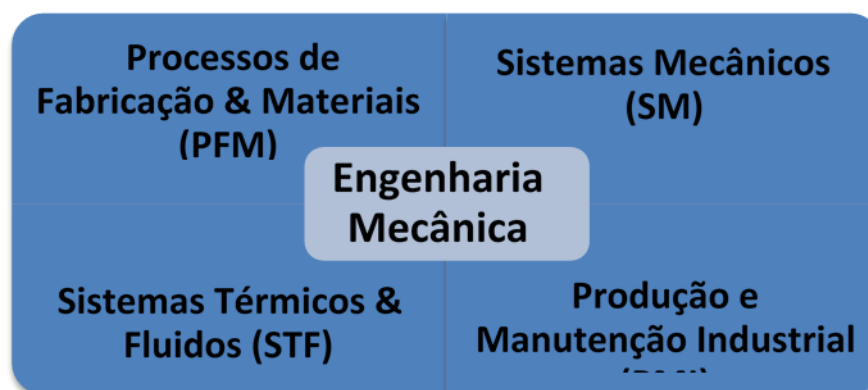 Processos de
Fabricação & Materiais
(PFM)
Sistemas Mecânicos
(SM)
Engenharia
Mecânica
Sistemas Térmicos &
Fluidos (STF)
Produção e
Manutenção Industrial